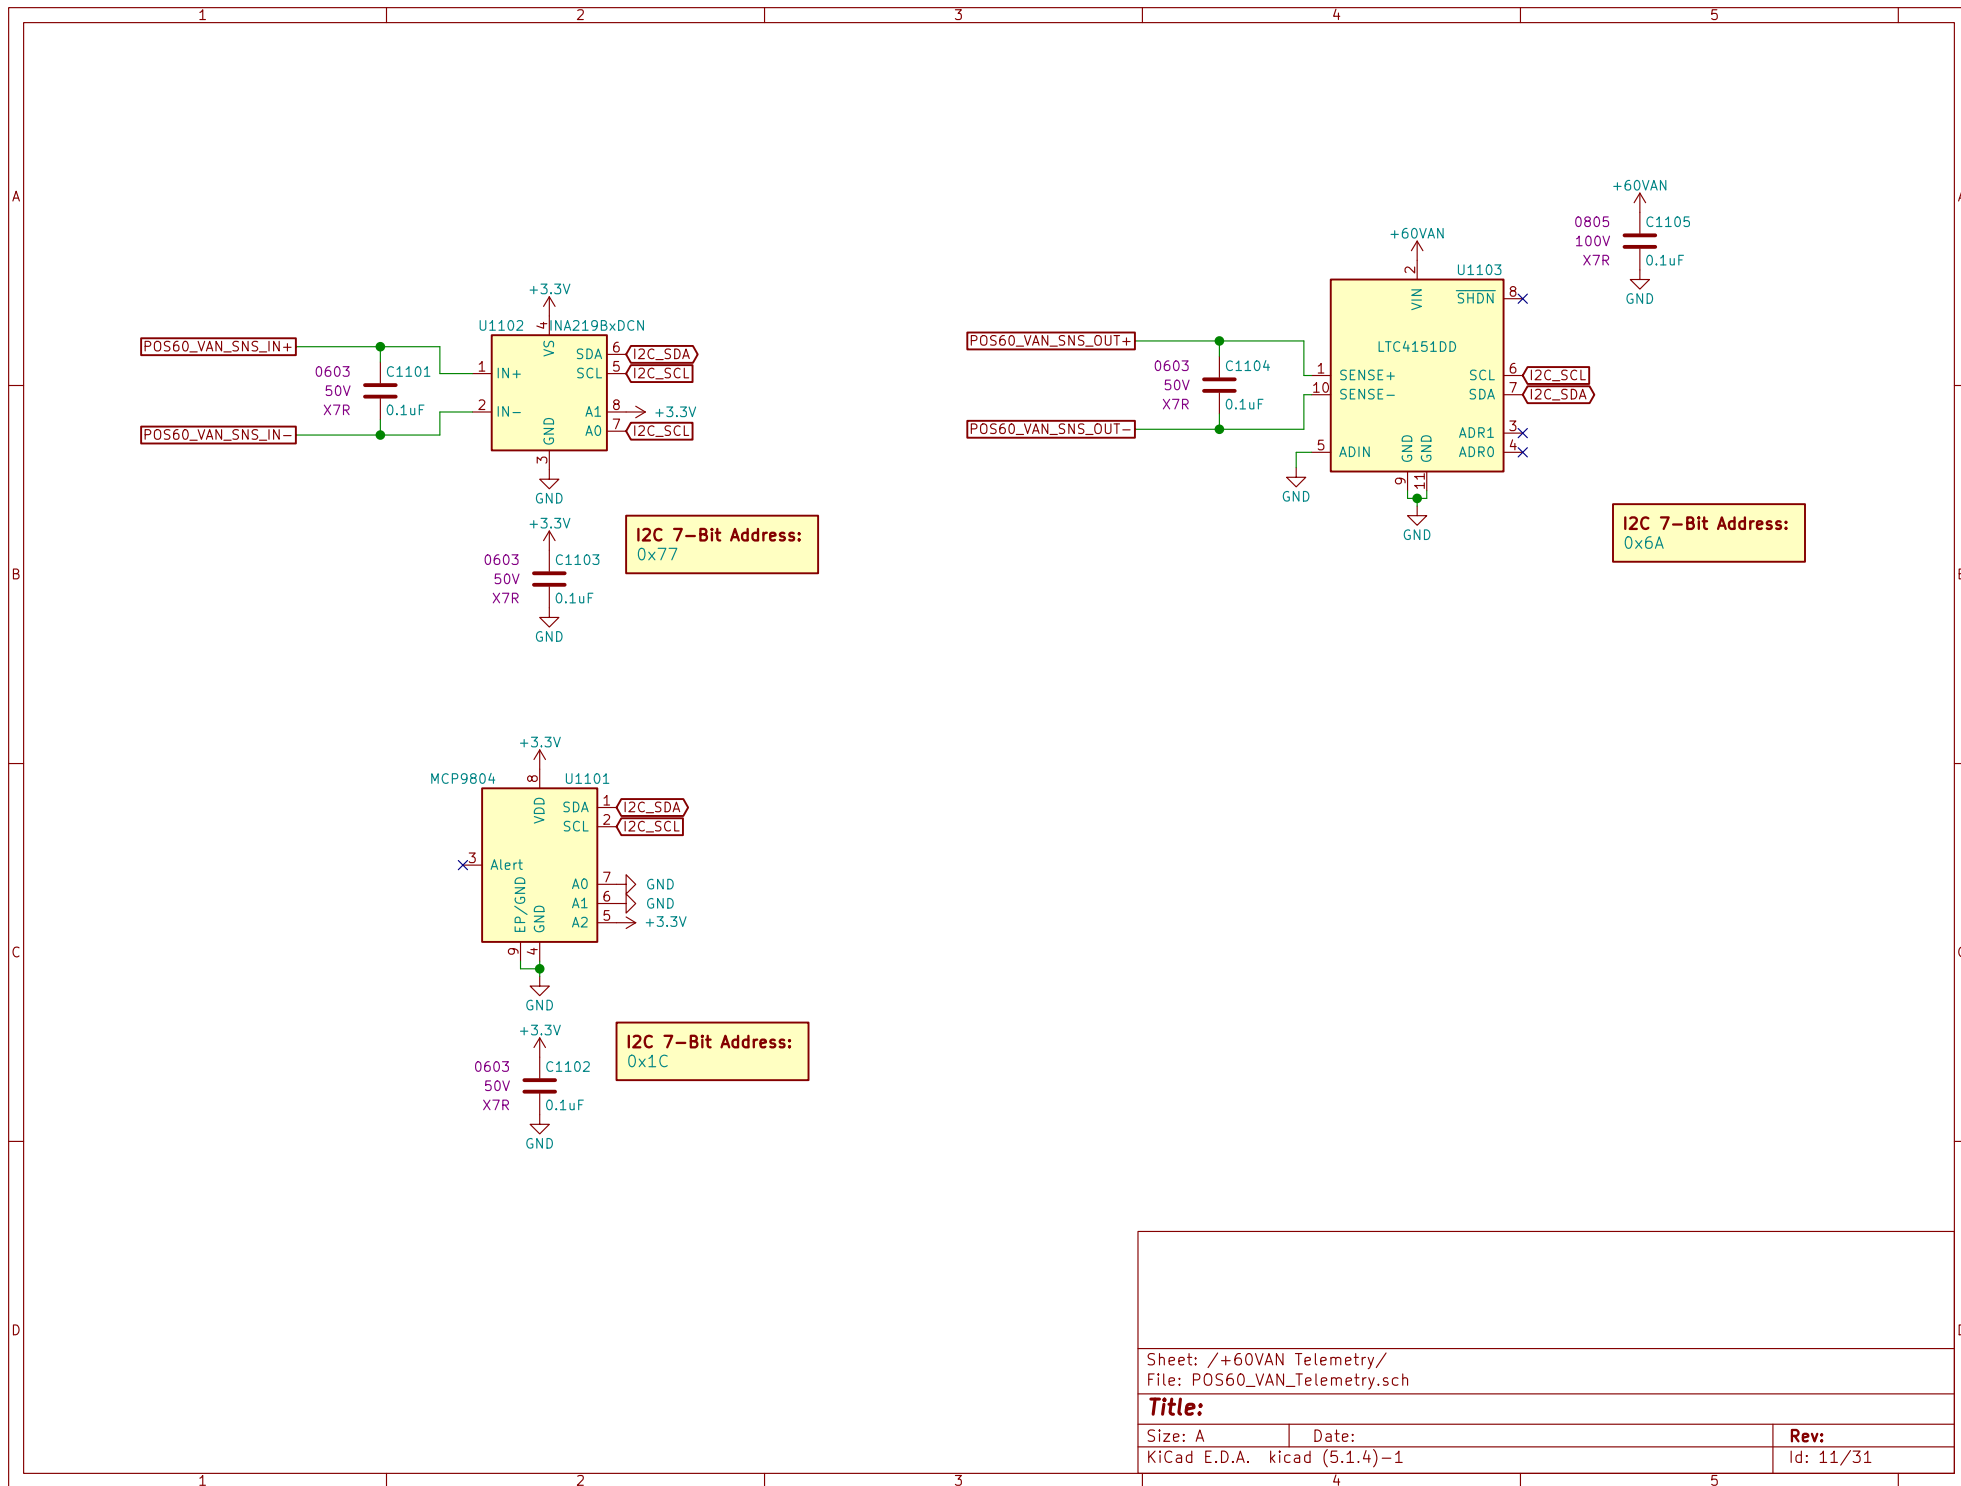 1 2 3 4 5
A
B
C
D
POS60_VAN_SNS_IN+
POS60_VAN_SNS_IN-
0603
50V
X7R
C1101
0.1uF
+3.3V
U1102
INA219BxDCN
4
VS
1 IN+
2 IN-
SDA 6 I2C_SDA
SCL 5 I2C_SCL
A1 8 +3.3V
A0 7 I2C_SCL
GND
3
GND
I2C 7-Bit Address:
0x77
+3.3V
0603
50V
X7R
C1103
0.1uF
GND
POS60_VAN_SNS_OUT+
POS60_VAN_SNS_OUT-
0603
50V
X7R
C1104
0.1uF
+60VAN
2
VIN
U1103
SHDN 8
LTC4151DD
1 SENSE+
10 SENSE-
5 ADIN
SCL 6 I2C_SCL
SDA 7 I2C_SDA
ADR1 3
ADR0 4
GND GND
9 11
GND
GND
+60VAN
0805
100V
X7R
C1105
0.1uF
GND
I2C 7-Bit Address:
0x6A
+3.3V
MCP9804
8
U1101
VDD
SDA 1 I2C_SDA
SCL 2 I2C_SCL
3 Alert
A0 7 GND
A1 6 GND
A2 5 +3.3V
EP/GND
GND
9 4
GND
I2C 7-Bit Address:
0x1C
+3.3V
0603
50V
X7R
C1102
0.1uF
GND
Sheet: /+60VAN Telemetry/
File: POS60_VAN_Telemetry.sch
Title:
Size: A Date: Rev:
KiCad E.D.A. kicad (5.1.4)-1 Id: 11/31
1 2 3 4 5